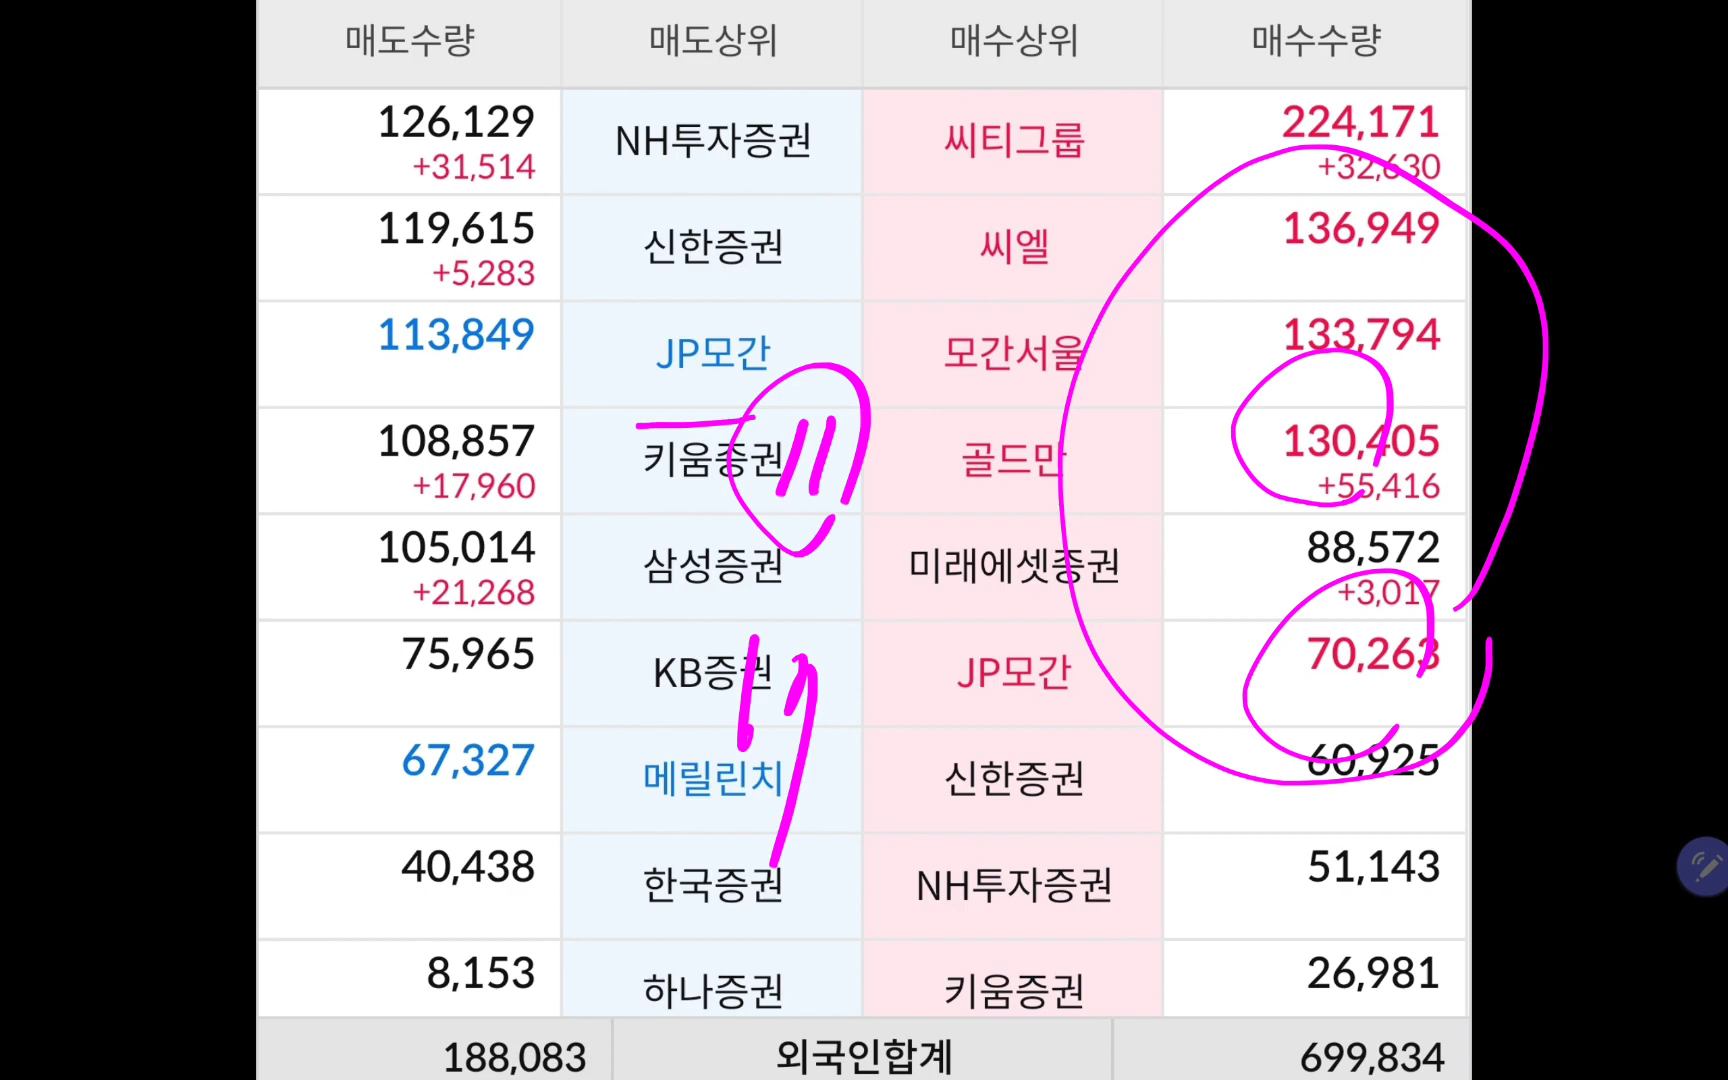 매도수량 매도상위 매수상위 매수수량
126,129 NH투자증권 씨티그룹 224,171
+31,514 +32,630
119,615 신한증권 씨엘 136,949
+5,283
113,849 JP모간 모간서울 133,794
108,857 키움증권 골드만 130,405
+17,960 +55,416
105,014 삼성증권 미래에셋증권 88,572
+21,268 +3,017
75,965 KB증권 JP모간 70,263
67,327 메릴린치 신한증권 60,925
40,438 한국증권 NH투자증권 51,143
8,153 하나증권 키움증권 26,981
188,083 외국인합계 699,834